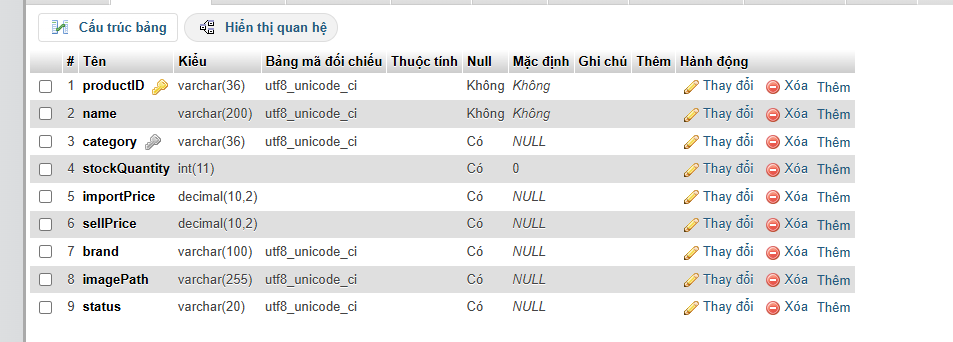 Cấu trúc bảng Hiển thị quan hệ
# Tên Kiểu Bảng mã đối chiếu Thuộc tính Null Mặc định Ghi chú Thêm Hành động
1 productID varchar(36) utf8_unicode_ci Không Không Thay đổi Xóa Thêm
2 name varchar(200) utf8_unicode_ci Không Không Thay đổi Xóa Thêm
3 category varchar(36) utf8_unicode_ci Có NULL Thay đổi Xóa Thêm
4 stockQuantity int(11) Có 0 Thay đổi Xóa Thêm
5 importPrice decimal(10,2) Có NULL Thay đổi Xóa Thêm
6 sellPrice decimal(10,2) Có NULL Thay đổi Xóa Thêm
7 brand varchar(100) utf8_unicode_ci Có NULL Thay đổi Xóa Thêm
8 imagePath varchar(255) utf8_unicode_ci Có NULL Thay đổi Xóa Thêm
9 status varchar(20) utf8_unicode_ci Có NULL Thay đổi Xóa Thêm